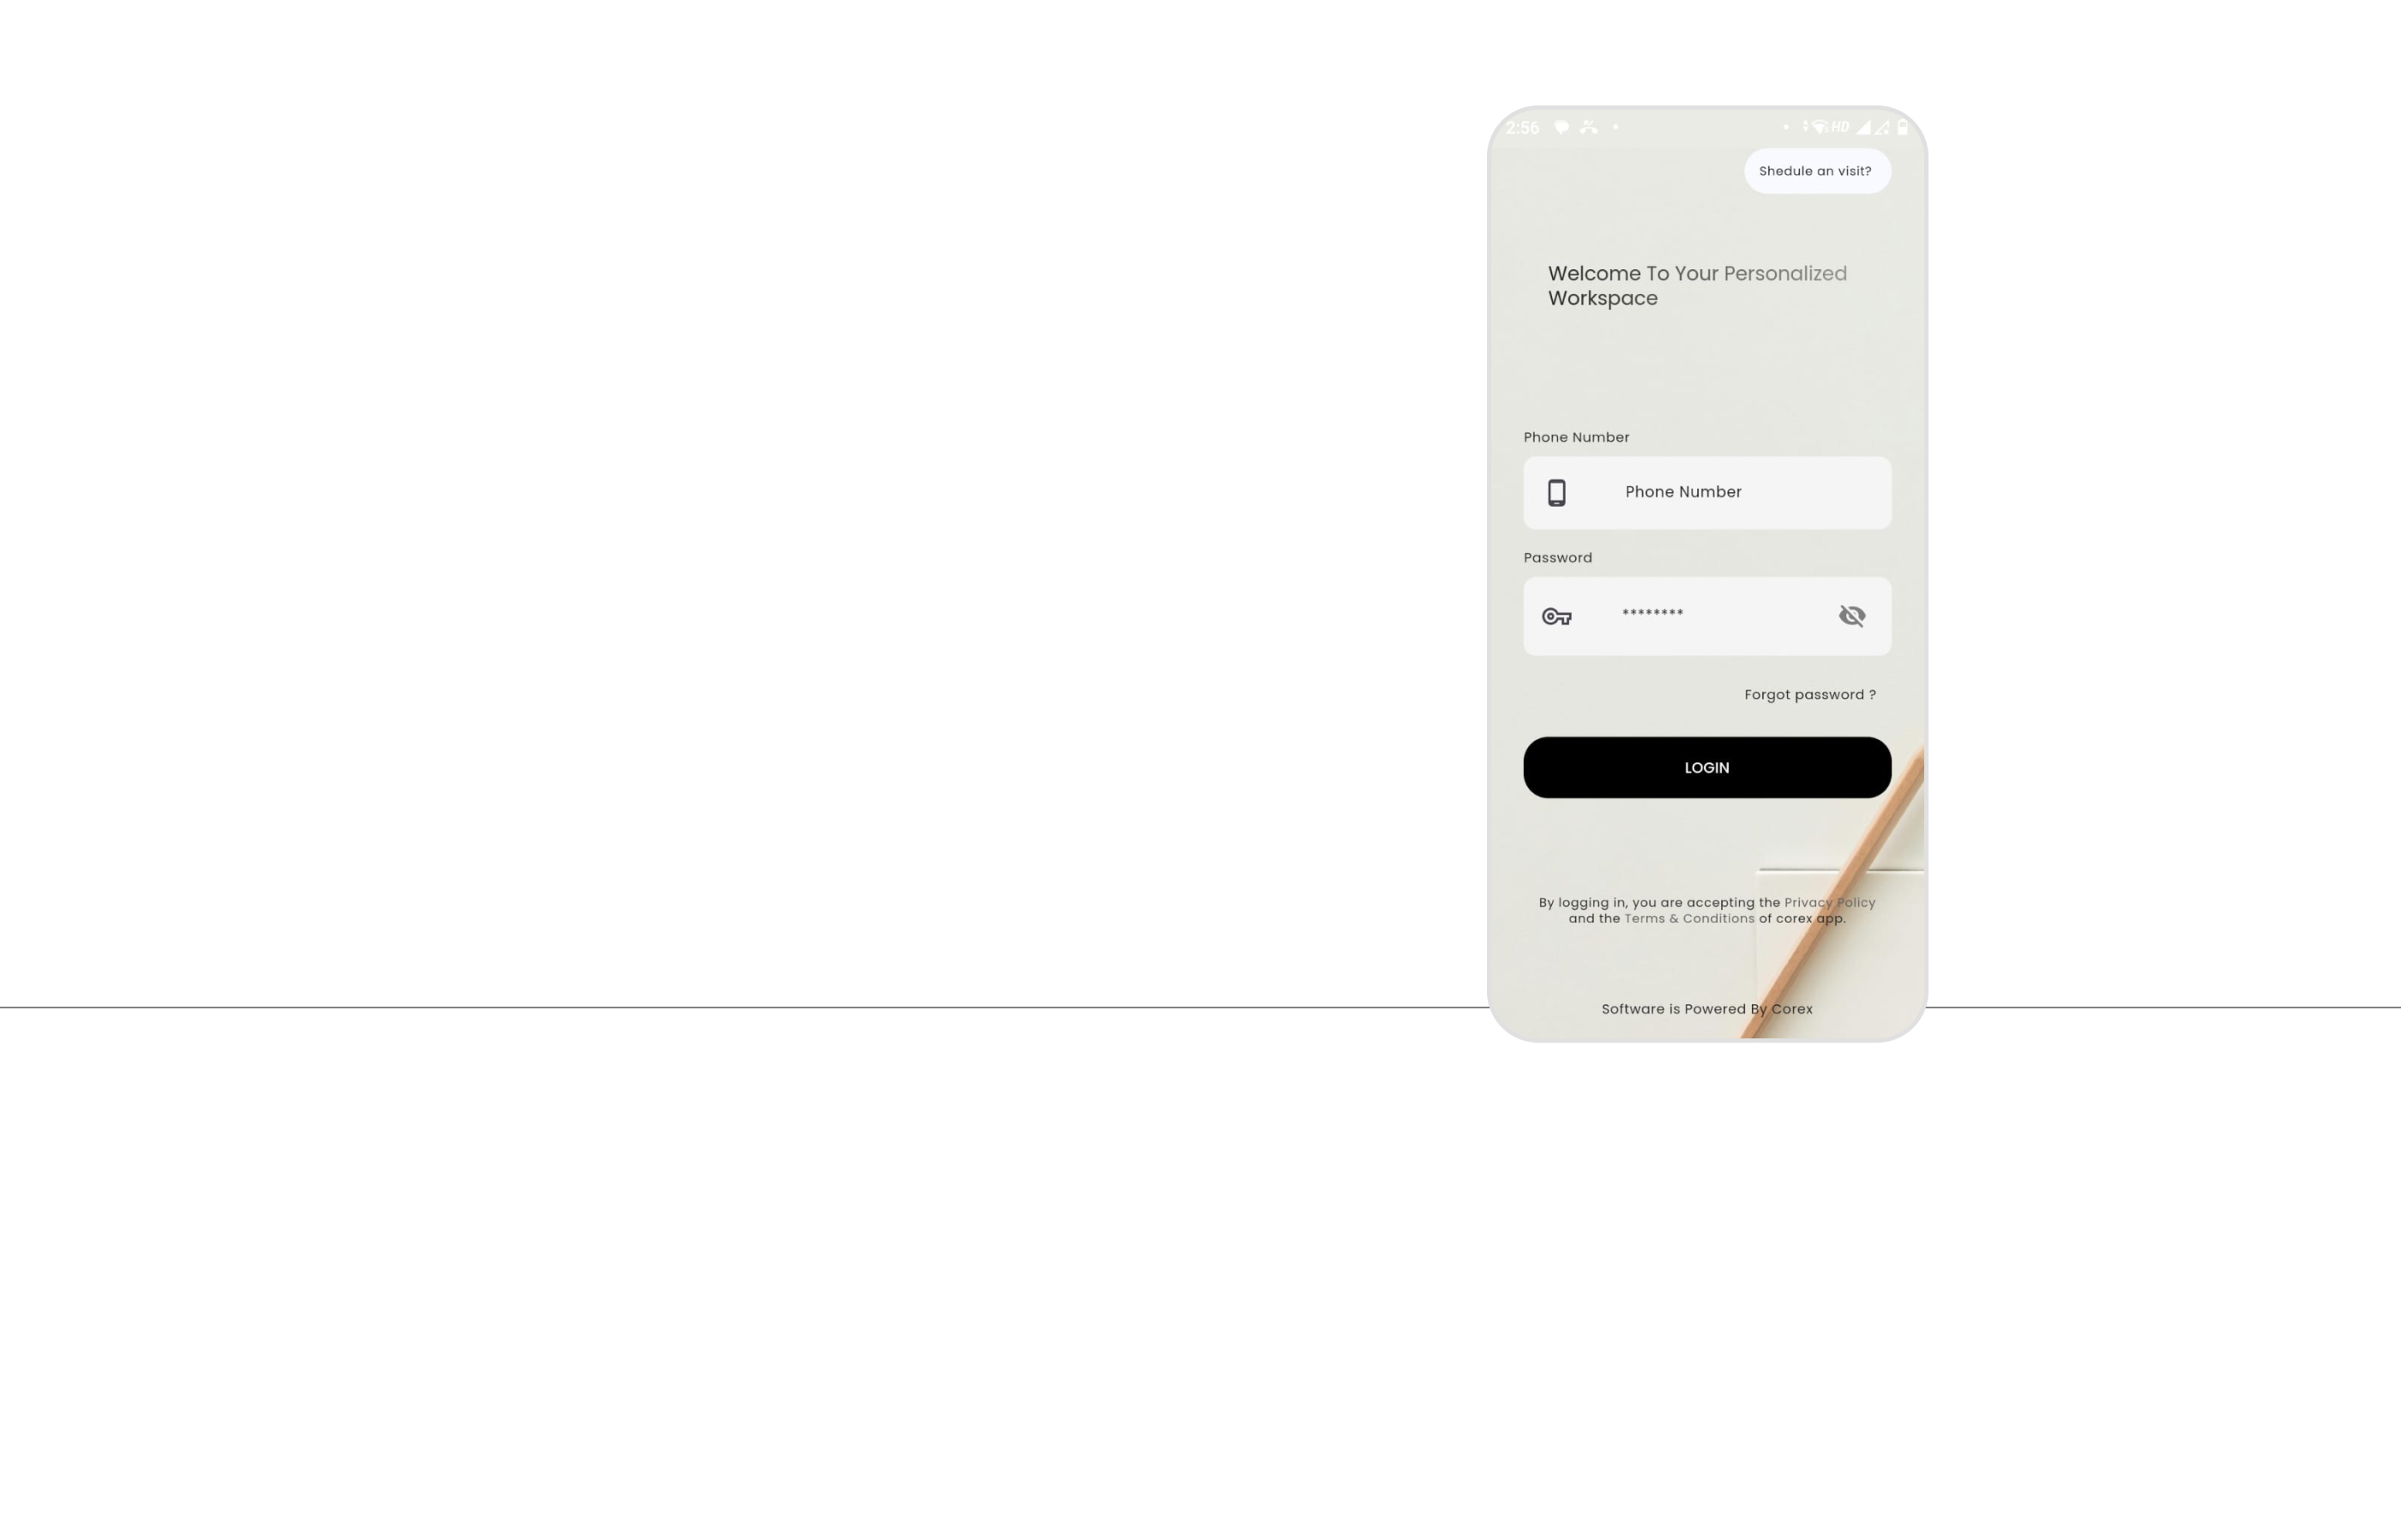 2:56
HD
Shedule an visit?
Welcome To Your Personalized
Workspace
Phone Number
Phone Number
Password
********
Forgot password ?
LOGIN
By logging in, you are accepting the Privacy Policy
and the Terms & Conditions of corex app.
Software is Powered By Corex